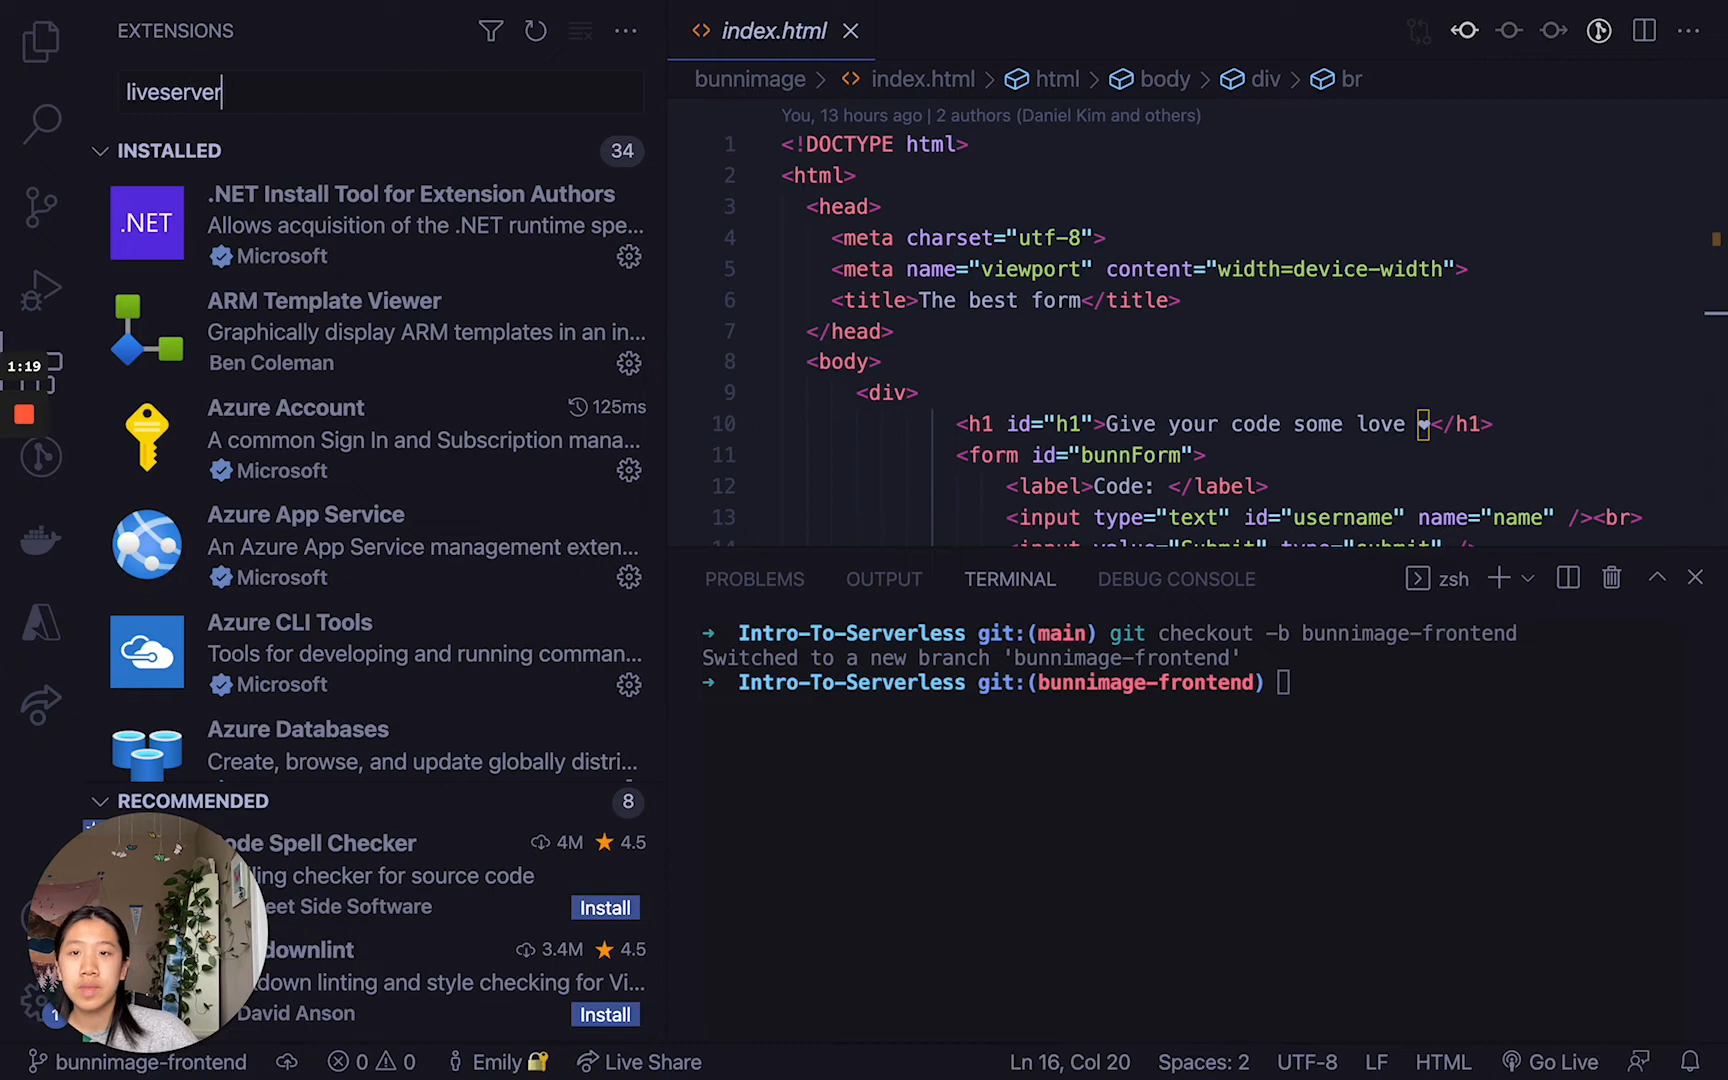 EXTENSIONS
liveserver
INSTALLED 34
.NET
.NET Install Tool for Extension Authors
Allows acquisition of the .NET runtime spe...
Microsoft
ARM Template Viewer
Graphically display ARM templates in an in...
Ben Coleman
Azure Account 125ms
A common Sign In and Subscription mana...
Microsoft
Azure App Service
An Azure App Service management exten...
Microsoft
Azure CLI Tools
Tools for developing and running comman...
Microsoft
Azure Databases
Create, browse, and update globally distri...
RECOMMENDED 8
ode Spell Checker 4M 4.5
lling checker for source code
eet Side Software Install
downlint 3.4M 4.5
down linting and style checking for Vi...
David Anson Install
1:19
1
index.html
bunnimage > index.html > html > body > div > br
You, 13 hours ago | 2 authors (Daniel Kim and others)
1 <!DOCTYPE html>
2 <html>
3 <head>
4 <meta charset="utf-8">
5 <meta name="viewport" content="width=device-width">
6 <title>The best form</title>
7 </head>
8 <body>
9 <div>
10 <h1 id="h1">Give your code some love ❤</h1>
11 <form id="bunnForm">
12 <label>Code: </label>
13 <input type="text" id="username" name="name" /><br>
14 <input value="Submit" type="submit" />
PROBLEMS OUTPUT TERMINAL DEBUG CONSOLE zsh
→ Intro-To-Serverless git:(main) git checkout -b bunnimage-frontend
Switched to a new branch 'bunnimage-frontend'
→ Intro-To-Serverless git:(bunnimage-frontend)
bunnimage-frontend 0 0 Emily 🔐 Live Share Ln 16, Col 20 Spaces: 2 UTF-8 LF HTML Go Live